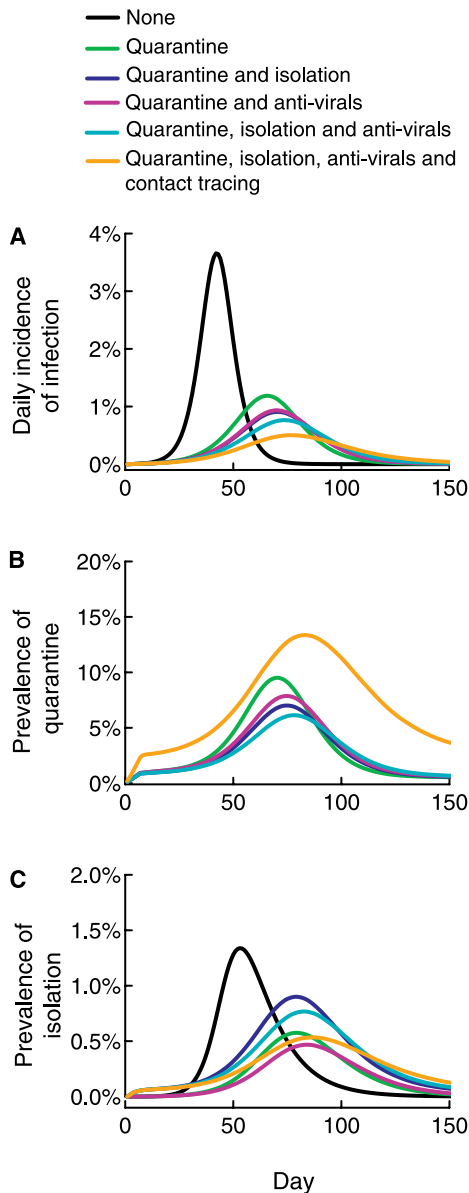 None
Quarantine
Quarantine and isolation
Quarantine and anti-virals
Quarantine, isolation and anti-virals
Quarantine, isolation, anti-virals and
contact tracing
A
4%
3%
2%
1%
0%
Daily incidence
of infection
0 50 100 150
B
20%
15%
10%
5%
0%
Prevalence of
quarantine
0 50 100 150
C
2.0%
1.5%
1.0%
0.5%
0.0%
Prevalence of
isolation
0 50 100 150
Day